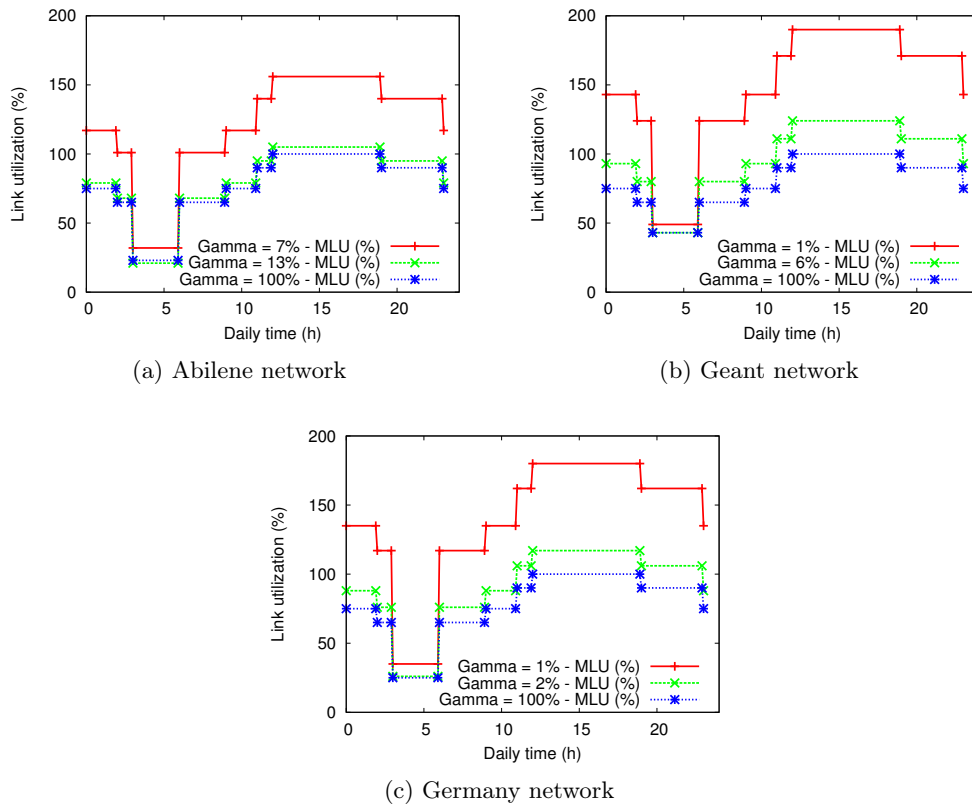 200
150
100
50
0
Link utilization (%)
Gamma = 7% - MLU (%)
Gamma = 13% - MLU (%)
Gamma = 100% - MLU (%)
0 5 10 15 20
Daily time (h)
(a) Abilene network
200
150
100
50
0
Link utilization (%)
Gamma = 1% - MLU (%)
Gamma = 6% - MLU (%)
Gamma = 100% - MLU (%)
0 5 10 15 20
Daily time (h)
(b) Geant network
200
150
100
50
0
Link utilization (%)
Gamma = 1% - MLU (%)
Gamma = 2% - MLU (%)
Gamma = 100% - MLU (%)
0 5 10 15 20
Daily time (h)
(c) Germany network